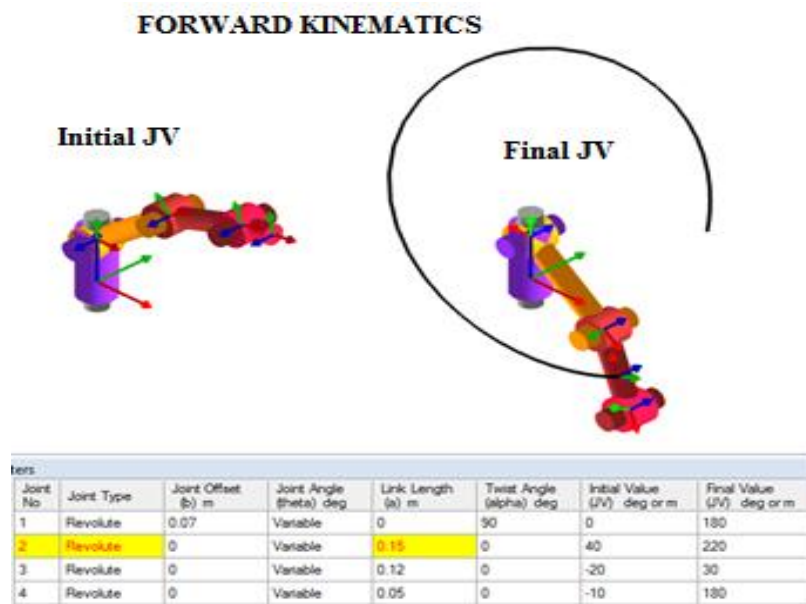 FORWARD KINEMATICS
Initial JV
Final JV
ters
Joint No Joint Type Joint Offset (b) m Joint Angle (theta) deg Link Length (a) m Twist Angle (alpha) deg Initial Value (JV) deg or m Final Value (JV) deg or m
1 Revolute 0.07 Variable 0 90 0 180
2 Revolute 0 Variable 0.15 0 40 220
3 Revolute 0 Variable 0.12 0 -20 30
4 Revolute 0 Variable 0.05 0 -10 180